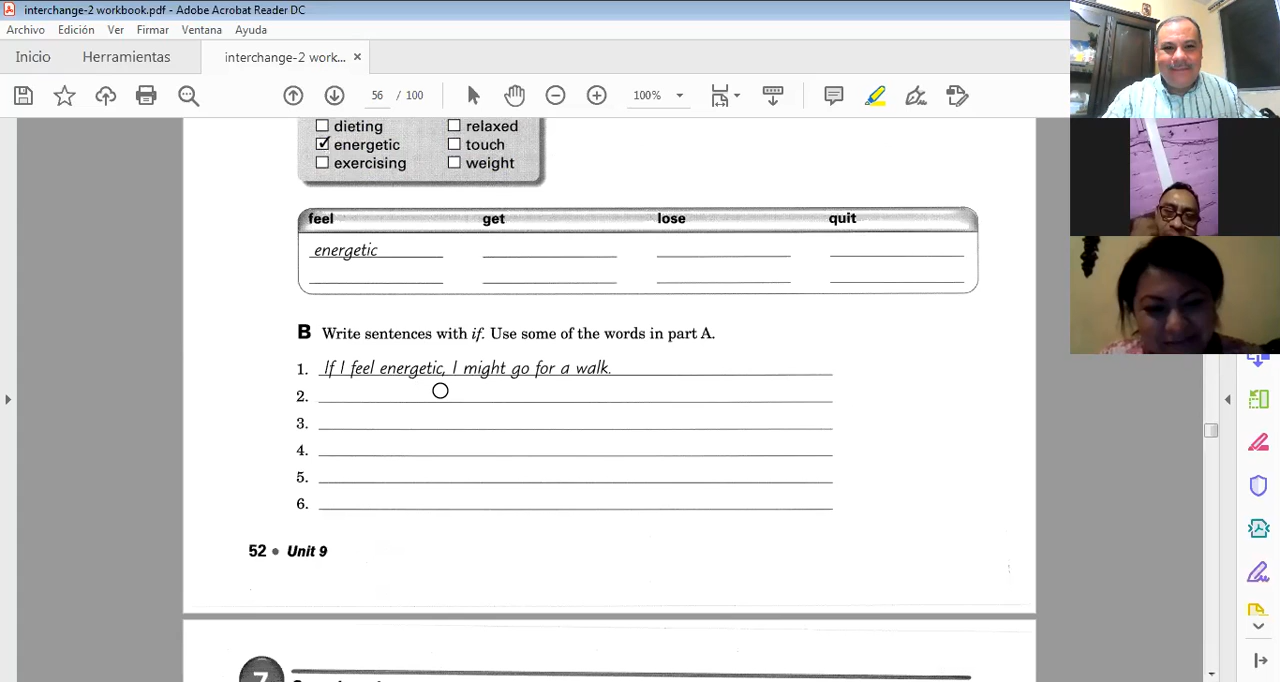 interchange-2 workbook.pdf - Adobe Acrobat Reader DC
Archivo Edición Ver Firmar Ventana Ayuda
Inicio Herramientas interchange-2 work... ×
56 / 100 100%
dieting relaxed
energetic touch
exercising weight
feel get lose quit
energetic
B Write sentences with if. Use some of the words in part A.
1. If I feel energetic, I might go for a walk.
2.
3.
4.
5.
6.
52 • Unit 9
7